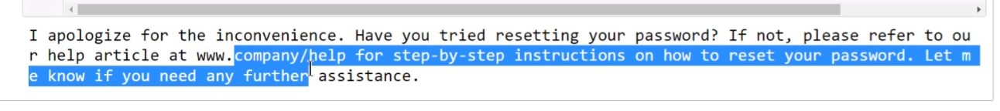 I apologize for the inconvenience. Have you tried resetting your password? If not, please refer to ou
r help article at www.company/help for step-by-step instructions on how to reset your password. Let m
e know if you need any further assistance.